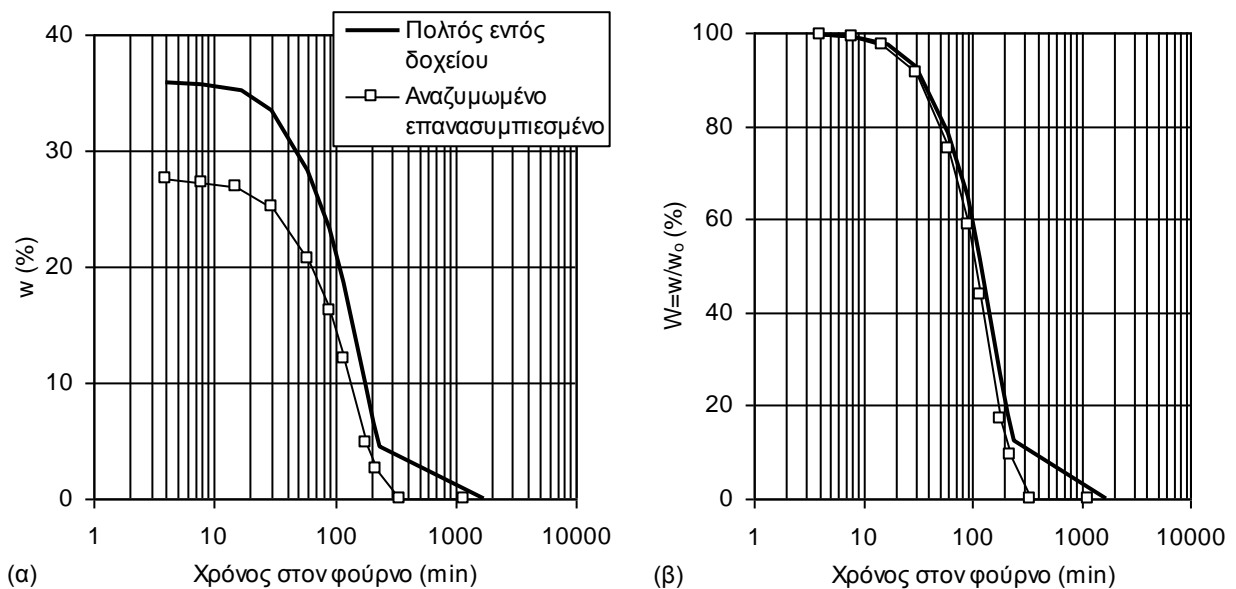 40
30
20
10
0
w (%)
1
10
100
1000
10000
Χρόνος στον φούρνο (min)
(α)
Πολτός εντός
δοχείου
Αναζυμωμένο
επανασυμπιεσμένο
100
80
60
40
20
0
W=w/wₒ (%)
1
10
100
1000
10000
Χρόνος στον φούρνο (min)
(β)